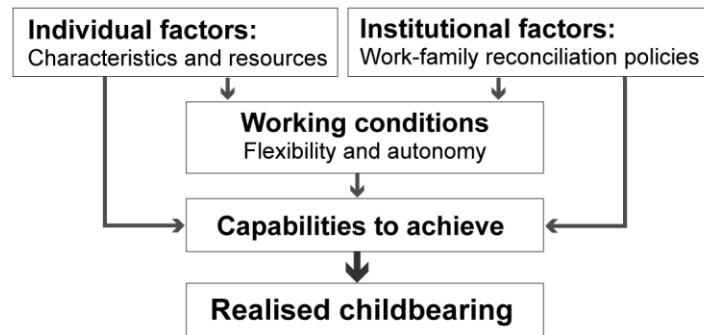 Individual factors:
Characteristics and resources
Institutional factors:
Work-family reconciliation policies
Working conditions
Flexibility and autonomy
Capabilities to achieve
Realised childbearing